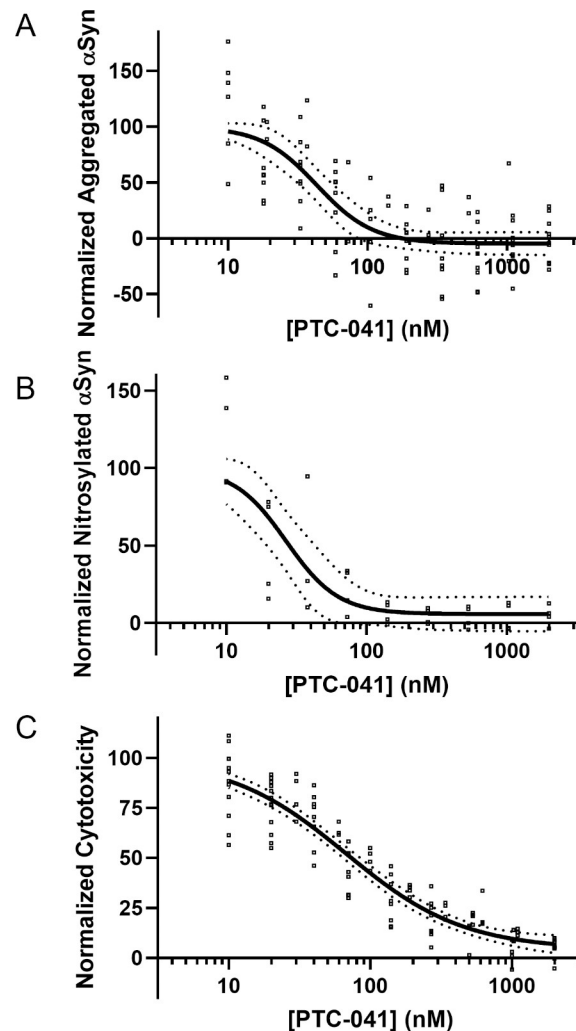 A
Normalized Aggregated αSyn
150
100
50
0
-50
10
100
1000
[PTC-041] (nM)
B
Normalized Nitrosylated αSyn
150
100
50
0
10
100
1000
[PTC-041] (nM)
C
Normalized Cytotoxicity
100
75
50
25
0
10
100
1000
[PTC-041] (nM)